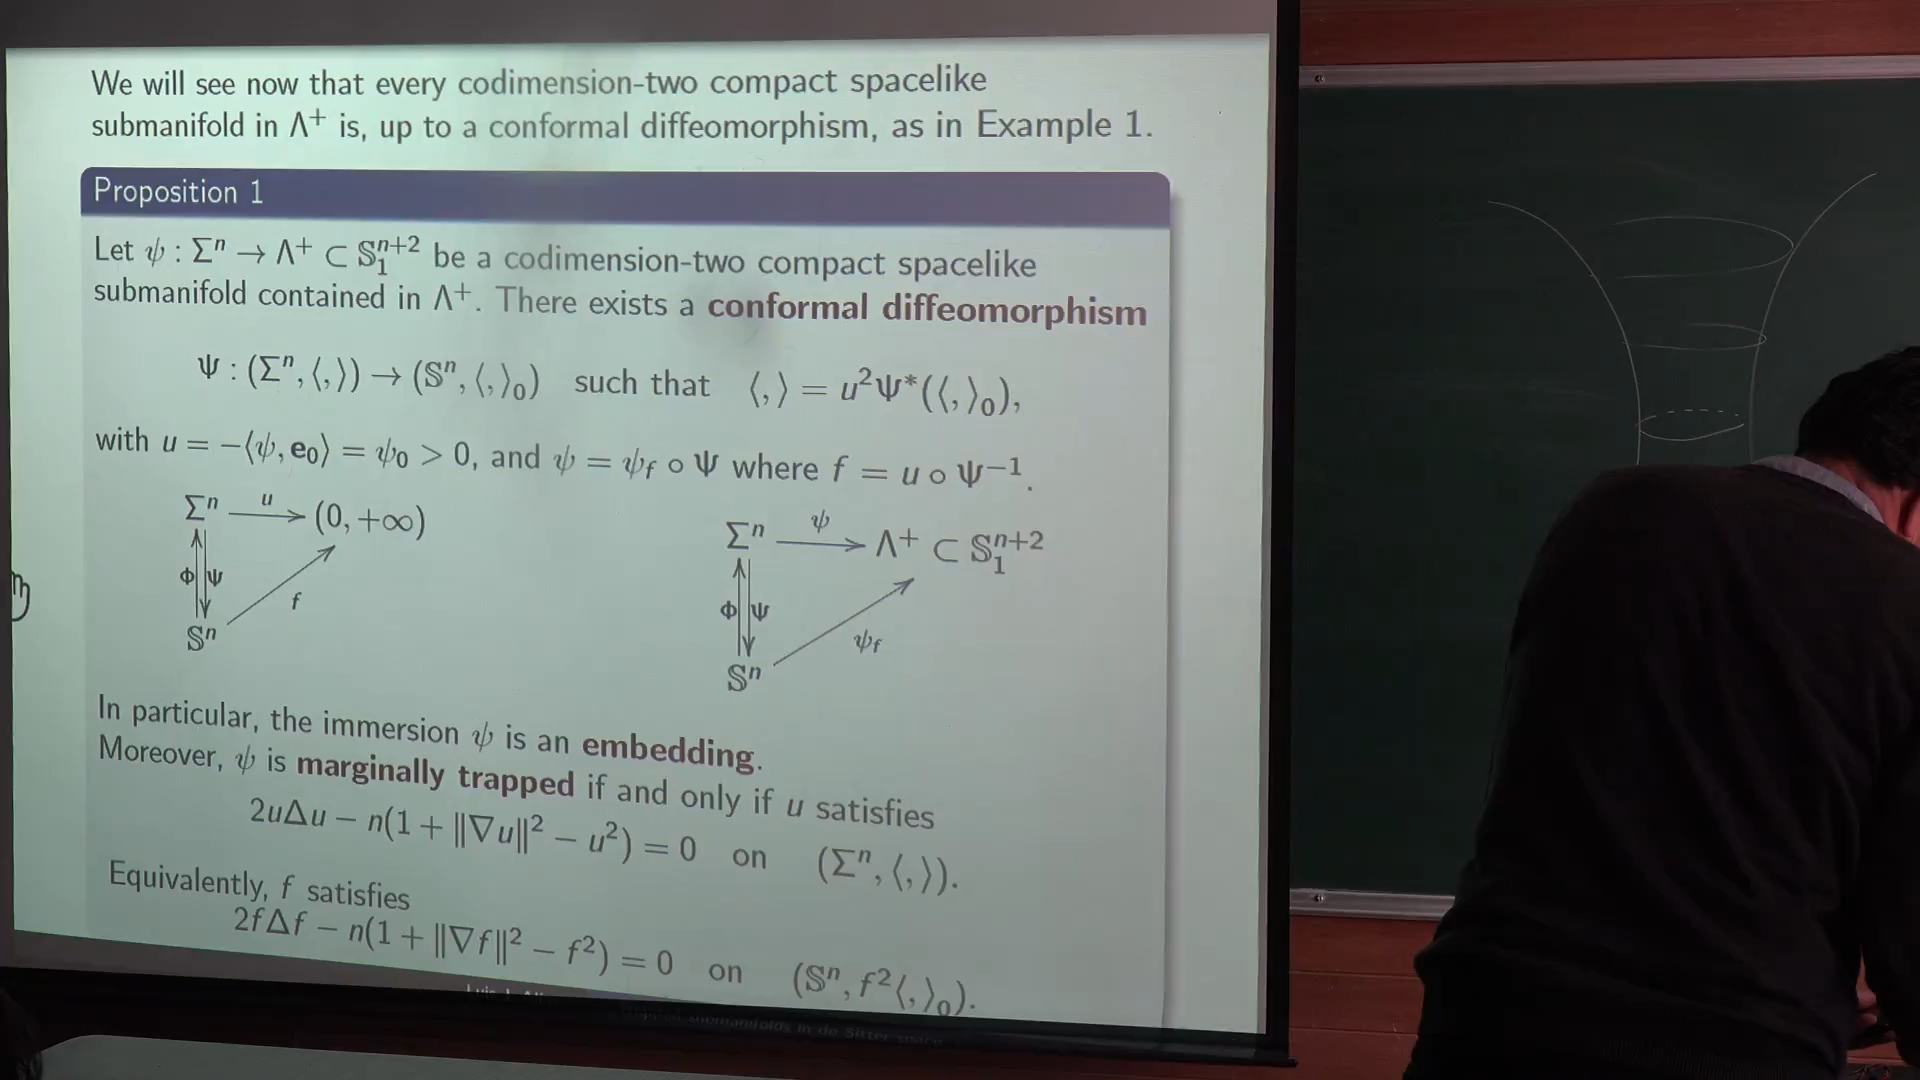 We will see now that every codimension-two compact spacelike
submanifold in Λ⁺ is, up to a conformal diffeomorphism, as in Example 1.
Proposition 1
Let ψ : Σⁿ → Λ⁺ ⊂ 𝕊₁ⁿ⁺² be a codimension-two compact spacelike
submanifold contained in Λ⁺. There exists a conformal diffeomorphism
Ψ : (Σⁿ, ⟨,⟩) → (𝕊ⁿ, ⟨,⟩₀) such that ⟨,⟩ = u²Ψ*(⟨,⟩₀),
with u = −⟨ψ, e₀⟩ = ψ₀ > 0, and ψ = ψ_f ∘ Ψ where f = u ∘ Ψ⁻¹.
Σⁿ u (0, +∞)
Φ Ψ f
𝕊ⁿ
Σⁿ ψ Λ⁺ ⊂ 𝕊₁ⁿ⁺²
Φ Ψ ψ_f
𝕊ⁿ
In particular, the immersion ψ is an embedding.
Moreover, ψ is marginally trapped if and only if u satisfies
2uΔu − n(1 + ‖∇u‖² − u²) = 0 on (Σⁿ, ⟨,⟩).
Equivalently, f satisfies
2fΔf − n(1 + ‖∇f‖² − f²) = 0 on (𝕊ⁿ, f²⟨,⟩₀).
submanifolds in de Sitter space